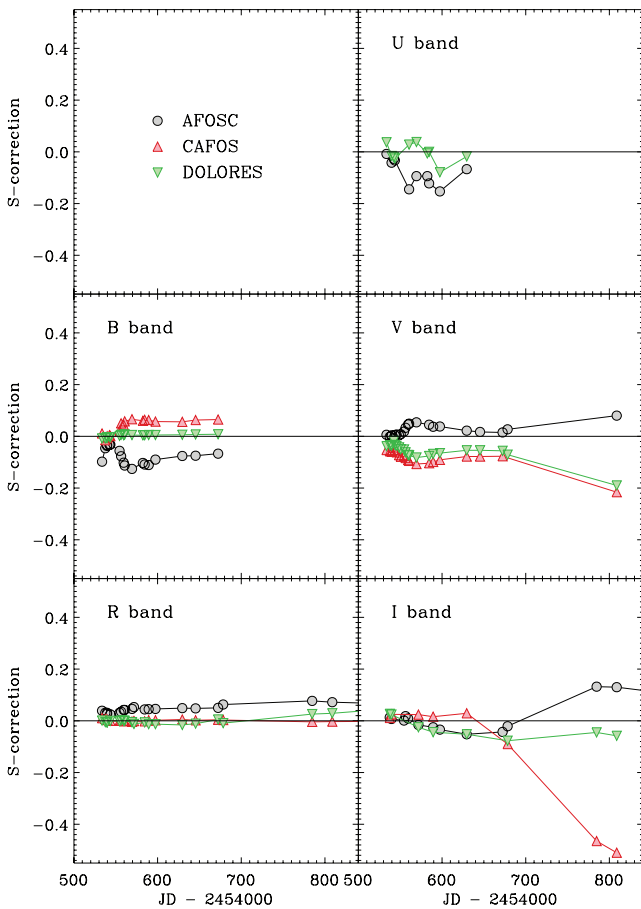 U band
AFOSC
CAFOS
DOLORES
S-correction
0.4
0.2
0.0
−0.2
−0.4
B band
V band
S-correction
0.4
0.2
0.0
−0.2
−0.4
R band
I band
S-correction
0.4
0.2
0.0
−0.2
−0.4
500 600 700 800 500 600 700 800
JD − 2454000 JD − 2454000